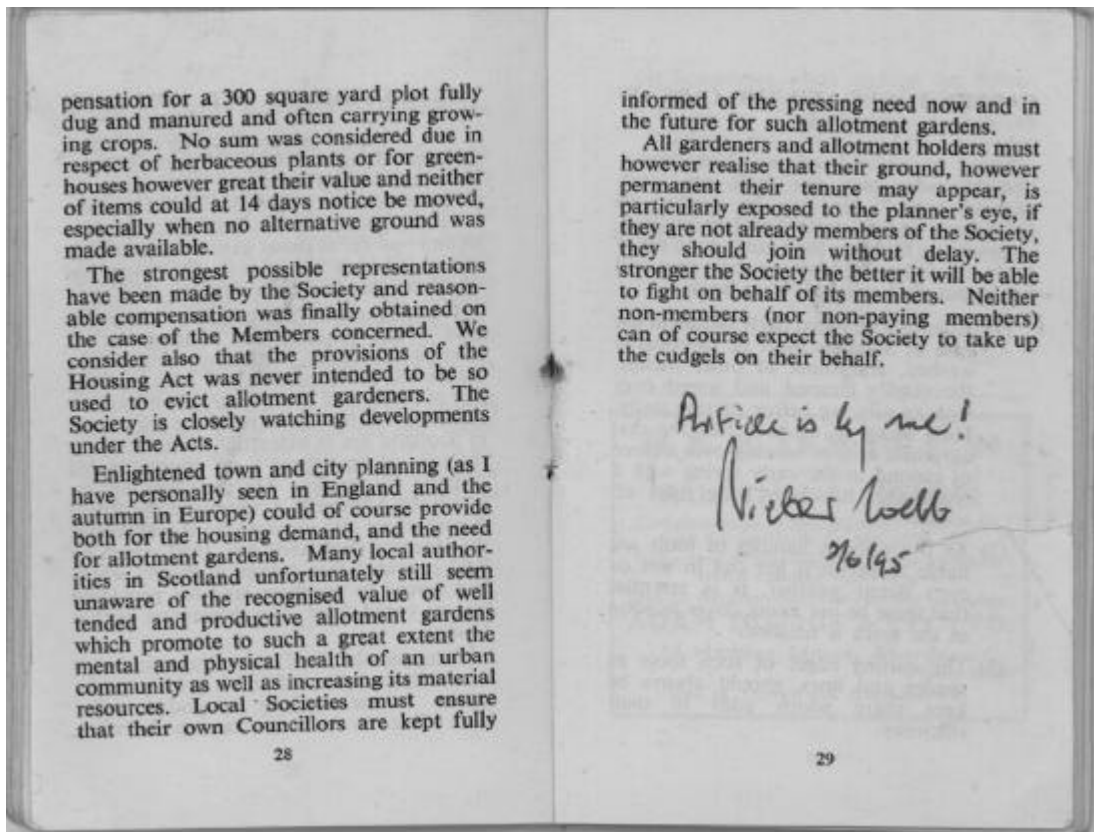 pensation for a 300 square yard plot fully
dug and manured and often carrying grow-
ing crops. No sum was considered due in
respect of herbaceous plants or for green-
houses however great their value and neither
of items could at 14 days notice be moved,
especially when no alternative ground was
made available.
The strongest possible representations
have been made by the Society and reason-
able compensation was finally obtained on
the case of the Members concerned. We
consider also that the provisions of the
Housing Act was never intended to be so
used to evict allotment gardeners. The
Society is closely watching developments
under the Acts.
Enlightened town and city planning (as I
have personally seen in England and the
autumn in Europe) could of course provide
both for the housing demand, and the need
for allotment gardens. Many local author-
ities in Scotland unfortunately still seem
unaware of the recognised value of well
tended and productive allotment gardens
which promote to such a great extent the
mental and physical health of an urban
community as well as increasing its material
resources. Local Societies must ensure
that their own Councillors are kept fully
28
informed of the pressing need now and in
the future for such allotment gardens.
All gardeners and allotment holders must
however realise that their ground, however
permanent their tenure may appear, is
particularly exposed to the planner's eye, if
they are not already members of the Society,
they should join without delay. The
stronger the Society the better it will be able
to fight on behalf of its members. Neither
non-members (nor non-paying members)
can of course expect the Society to take up
the cudgels on their behalf.
Article is by me!
Webb
29